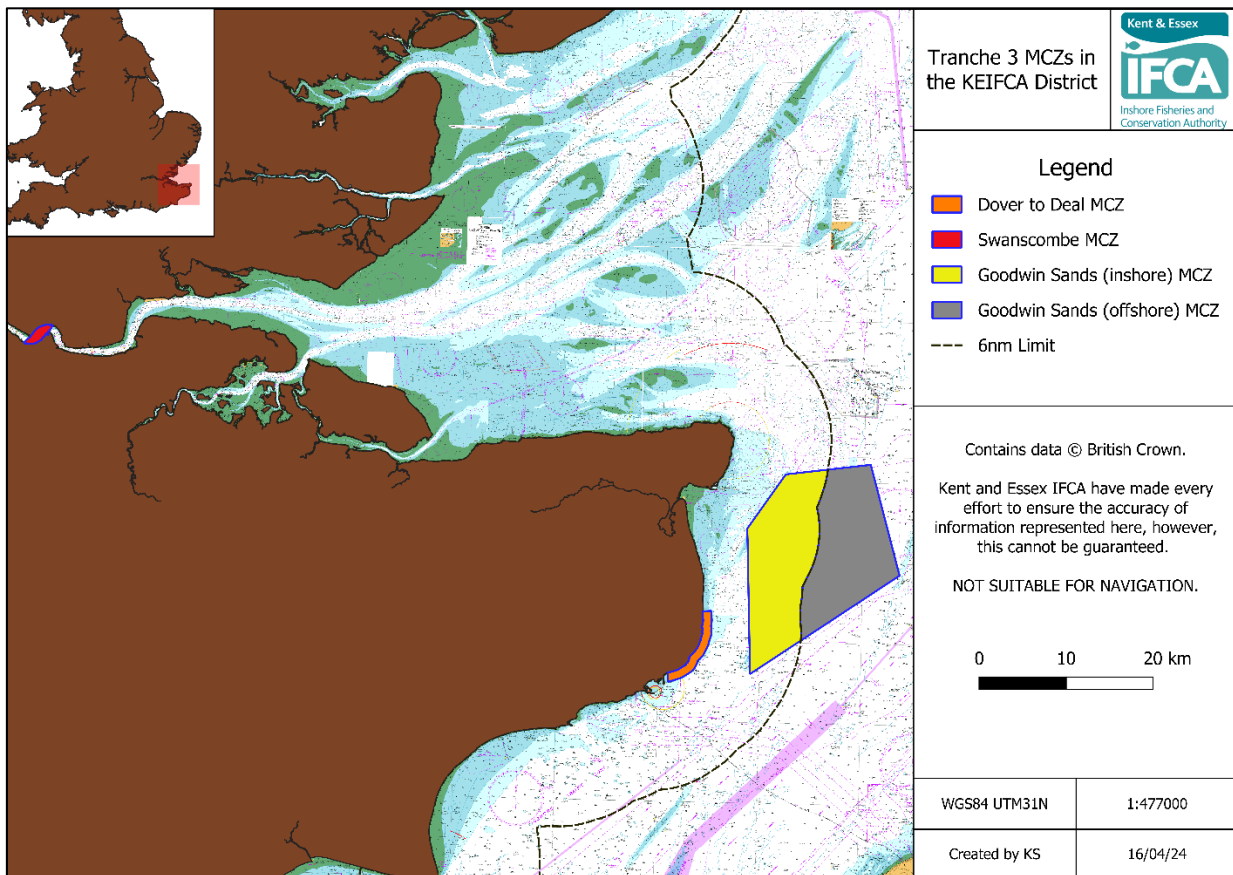 Tranche 3 MCZs in
the KEIFCA District
Kent & Essex
IFCA
Inshore Fisheries and
Conservation Authority
Legend
Dover to Deal MCZ
Swanscombe MCZ
Goodwin Sands (inshore) MCZ
Goodwin Sands (offshore) MCZ
6nm Limit
Contains data © British Crown.
Kent and Essex IFCA have made every
effort to ensure the accuracy of
information represented here, however,
this cannot be guaranteed.
NOT SUITABLE FOR NAVIGATION.
0 10 20 km
WGS84 UTM31N
1:477000
Created by KS
16/04/24